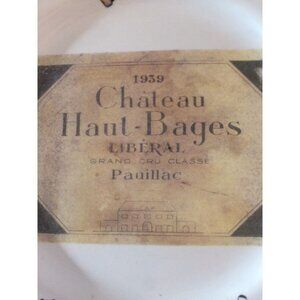 1939
Château
Haut-Bages
LIBÉRAL
GRAND CRU CLASSÉ
Pauillac